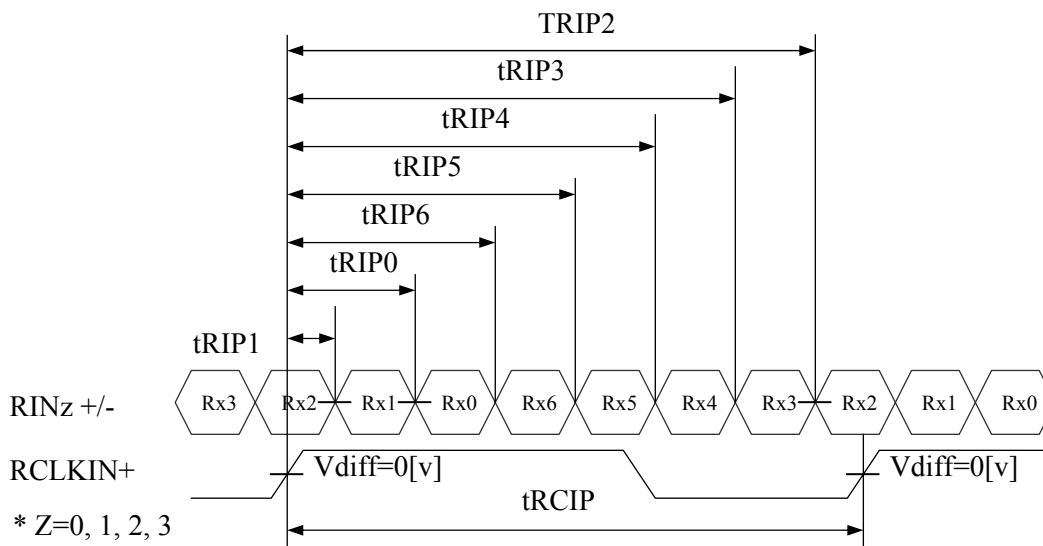 TRIP2
tRIP3
tRIP4
tRIP5
tRIP6
tRIP0
tRIP1
RINz +/- Rx3 Rx2 Rx1 Rx0 Rx6 Rx5 Rx4 Rx3 Rx2 Rx1 Rx0
RCLKIN+ Vdiff=0[v] Vdiff=0[v]
tRCIP
* Z=0, 1, 2, 3